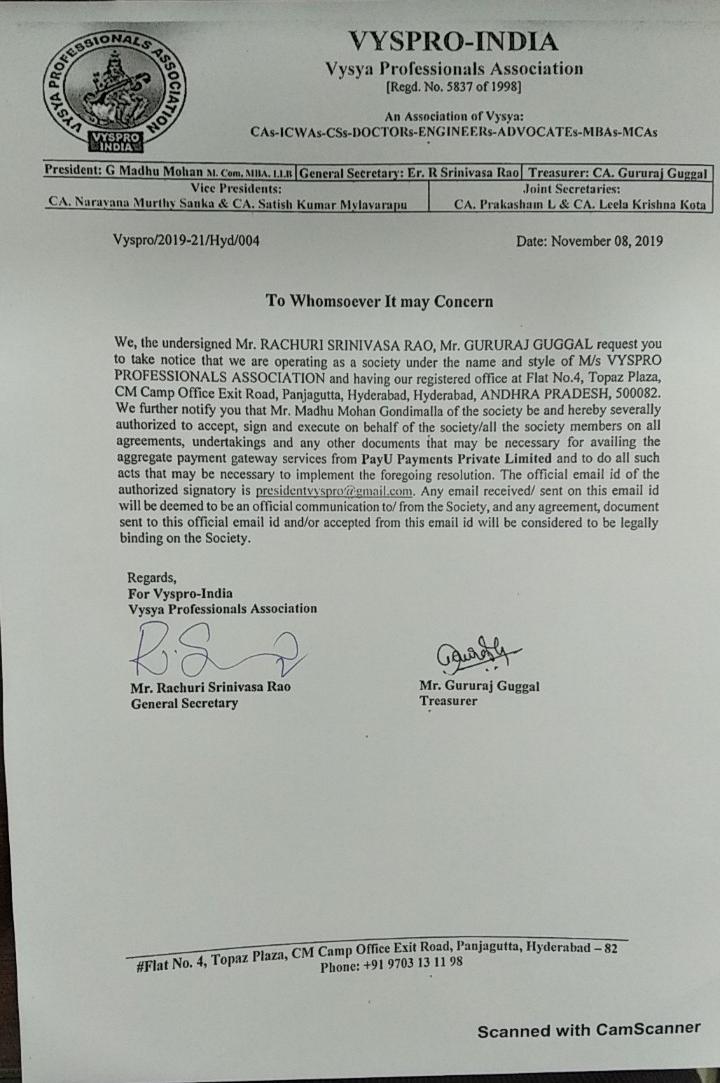 VYSYA PROFESSIONALS ASSOCIATION
VYSPRO
INDIA
VYSPRO-INDIA
Vysya Professionals Association
[Regd. No. 5837 of 1998]
An Association of Vysya:
CAs-ICWAs-CSs-DOCTORs-ENGINEERs-ADVOCATEs-MBAs-MCAs
President: G Madhu Mohan M. Com, MBA, LLB General Secretary: Er. R Srinivasa Rao Treasurer: CA. Gururaj Guggal
Vice Presidents: Joint Secretaries:
CA. Narayana Murthy Sanka & CA. Satish Kumar Mylavarapu CA. Prakasham L & CA. Leela Krishna Kota
Vyspro/2019-21/Hyd/004 Date: November 08, 2019
To Whomsoever It may Concern
We, the undersigned Mr. RACHURI SRINIVASA RAO, Mr. GURURAJ GUGGAL request you
to take notice that we are operating as a society under the name and style of M/s VYSPRO
PROFESSIONALS ASSOCIATION and having our registered office at Flat No.4, Topaz Plaza,
CM Camp Office Exit Road, Panjagutta, Hyderabad, Hyderabad, ANDHRA PRADESH, 500082.
We further notify you that Mr. Madhu Mohan Gondimalla of the society be and hereby severally
authorized to accept, sign and execute on behalf of the society/all the society members on all
agreements, undertakings and any other documents that may be necessary for availing the
aggregate payment gateway services from PayU Payments Private Limited and to do all such
acts that may be necessary to implement the foregoing resolution. The official email id of the
authorized signatory is presidentvyspro@gmail.com. Any email received/ sent on this email id
will be deemed to be an official communication to/ from the Society, and any agreement, document
sent to this official email id and/or accepted from this email id will be considered to be legally
binding on the Society.
Regards,
For Vyspro-India
Vysya Professionals Association
Mr. Rachuri Srinivasa Rao Mr. Gururaj Guggal
General Secretary Treasurer
#Flat No. 4, Topaz Plaza, CM Camp Office Exit Road, Panjagutta, Hyderabad – 82
Phone: +91 9703 13 11 98
Scanned with CamScanner